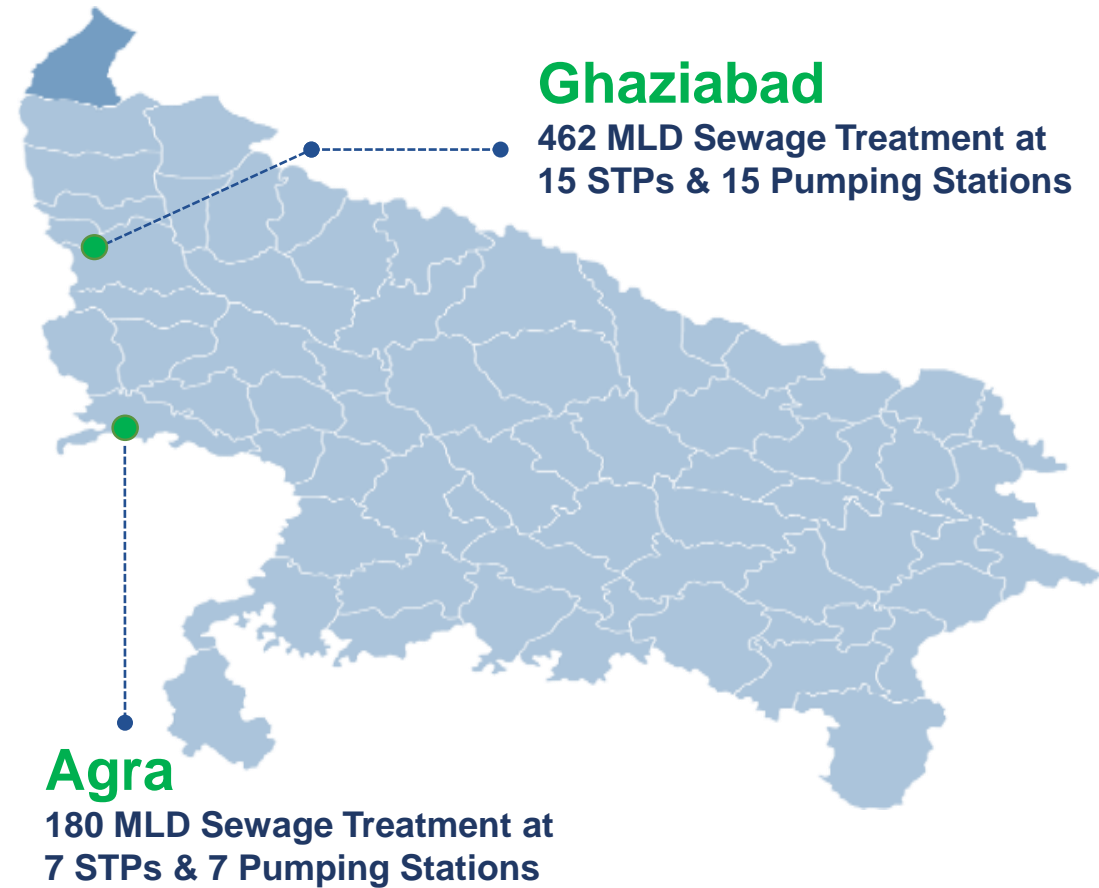 Ghaziabad
462 MLD Sewage Treatment at
15 STPs & 15 Pumping Stations
Agra
180 MLD Sewage Treatment at
7 STPs & 7 Pumping Stations